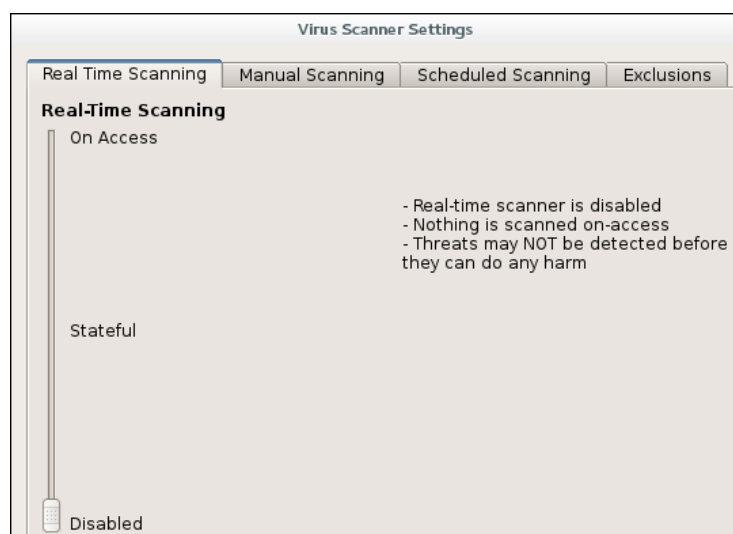 Virus Scanner Settings
Real Time Scanning
Manual Scanning
Scheduled Scanning
Exclusions
Real-Time Scanning
On Access
- Real-time scanner is disabled
- Nothing is scanned on-access
- Threats may NOT be detected before
they can do any harm
Stateful
Disabled